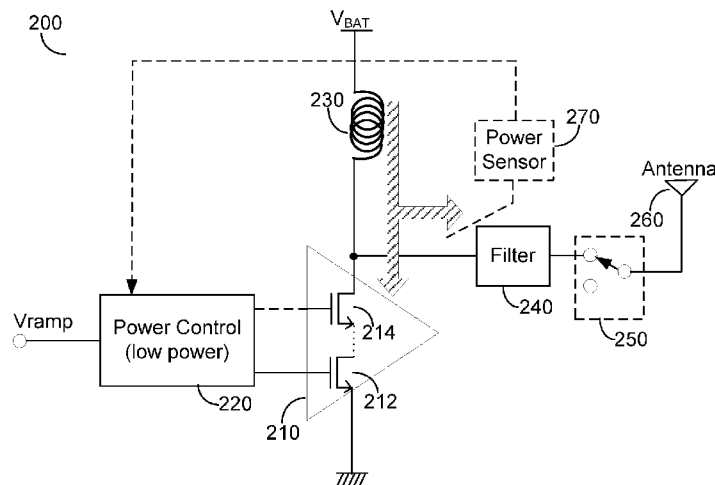 200
VBAT
230
270
Power
Sensor
Antenna
260
Filter
240
250
Vramp
Power Control
(low power)
220
214
212
210